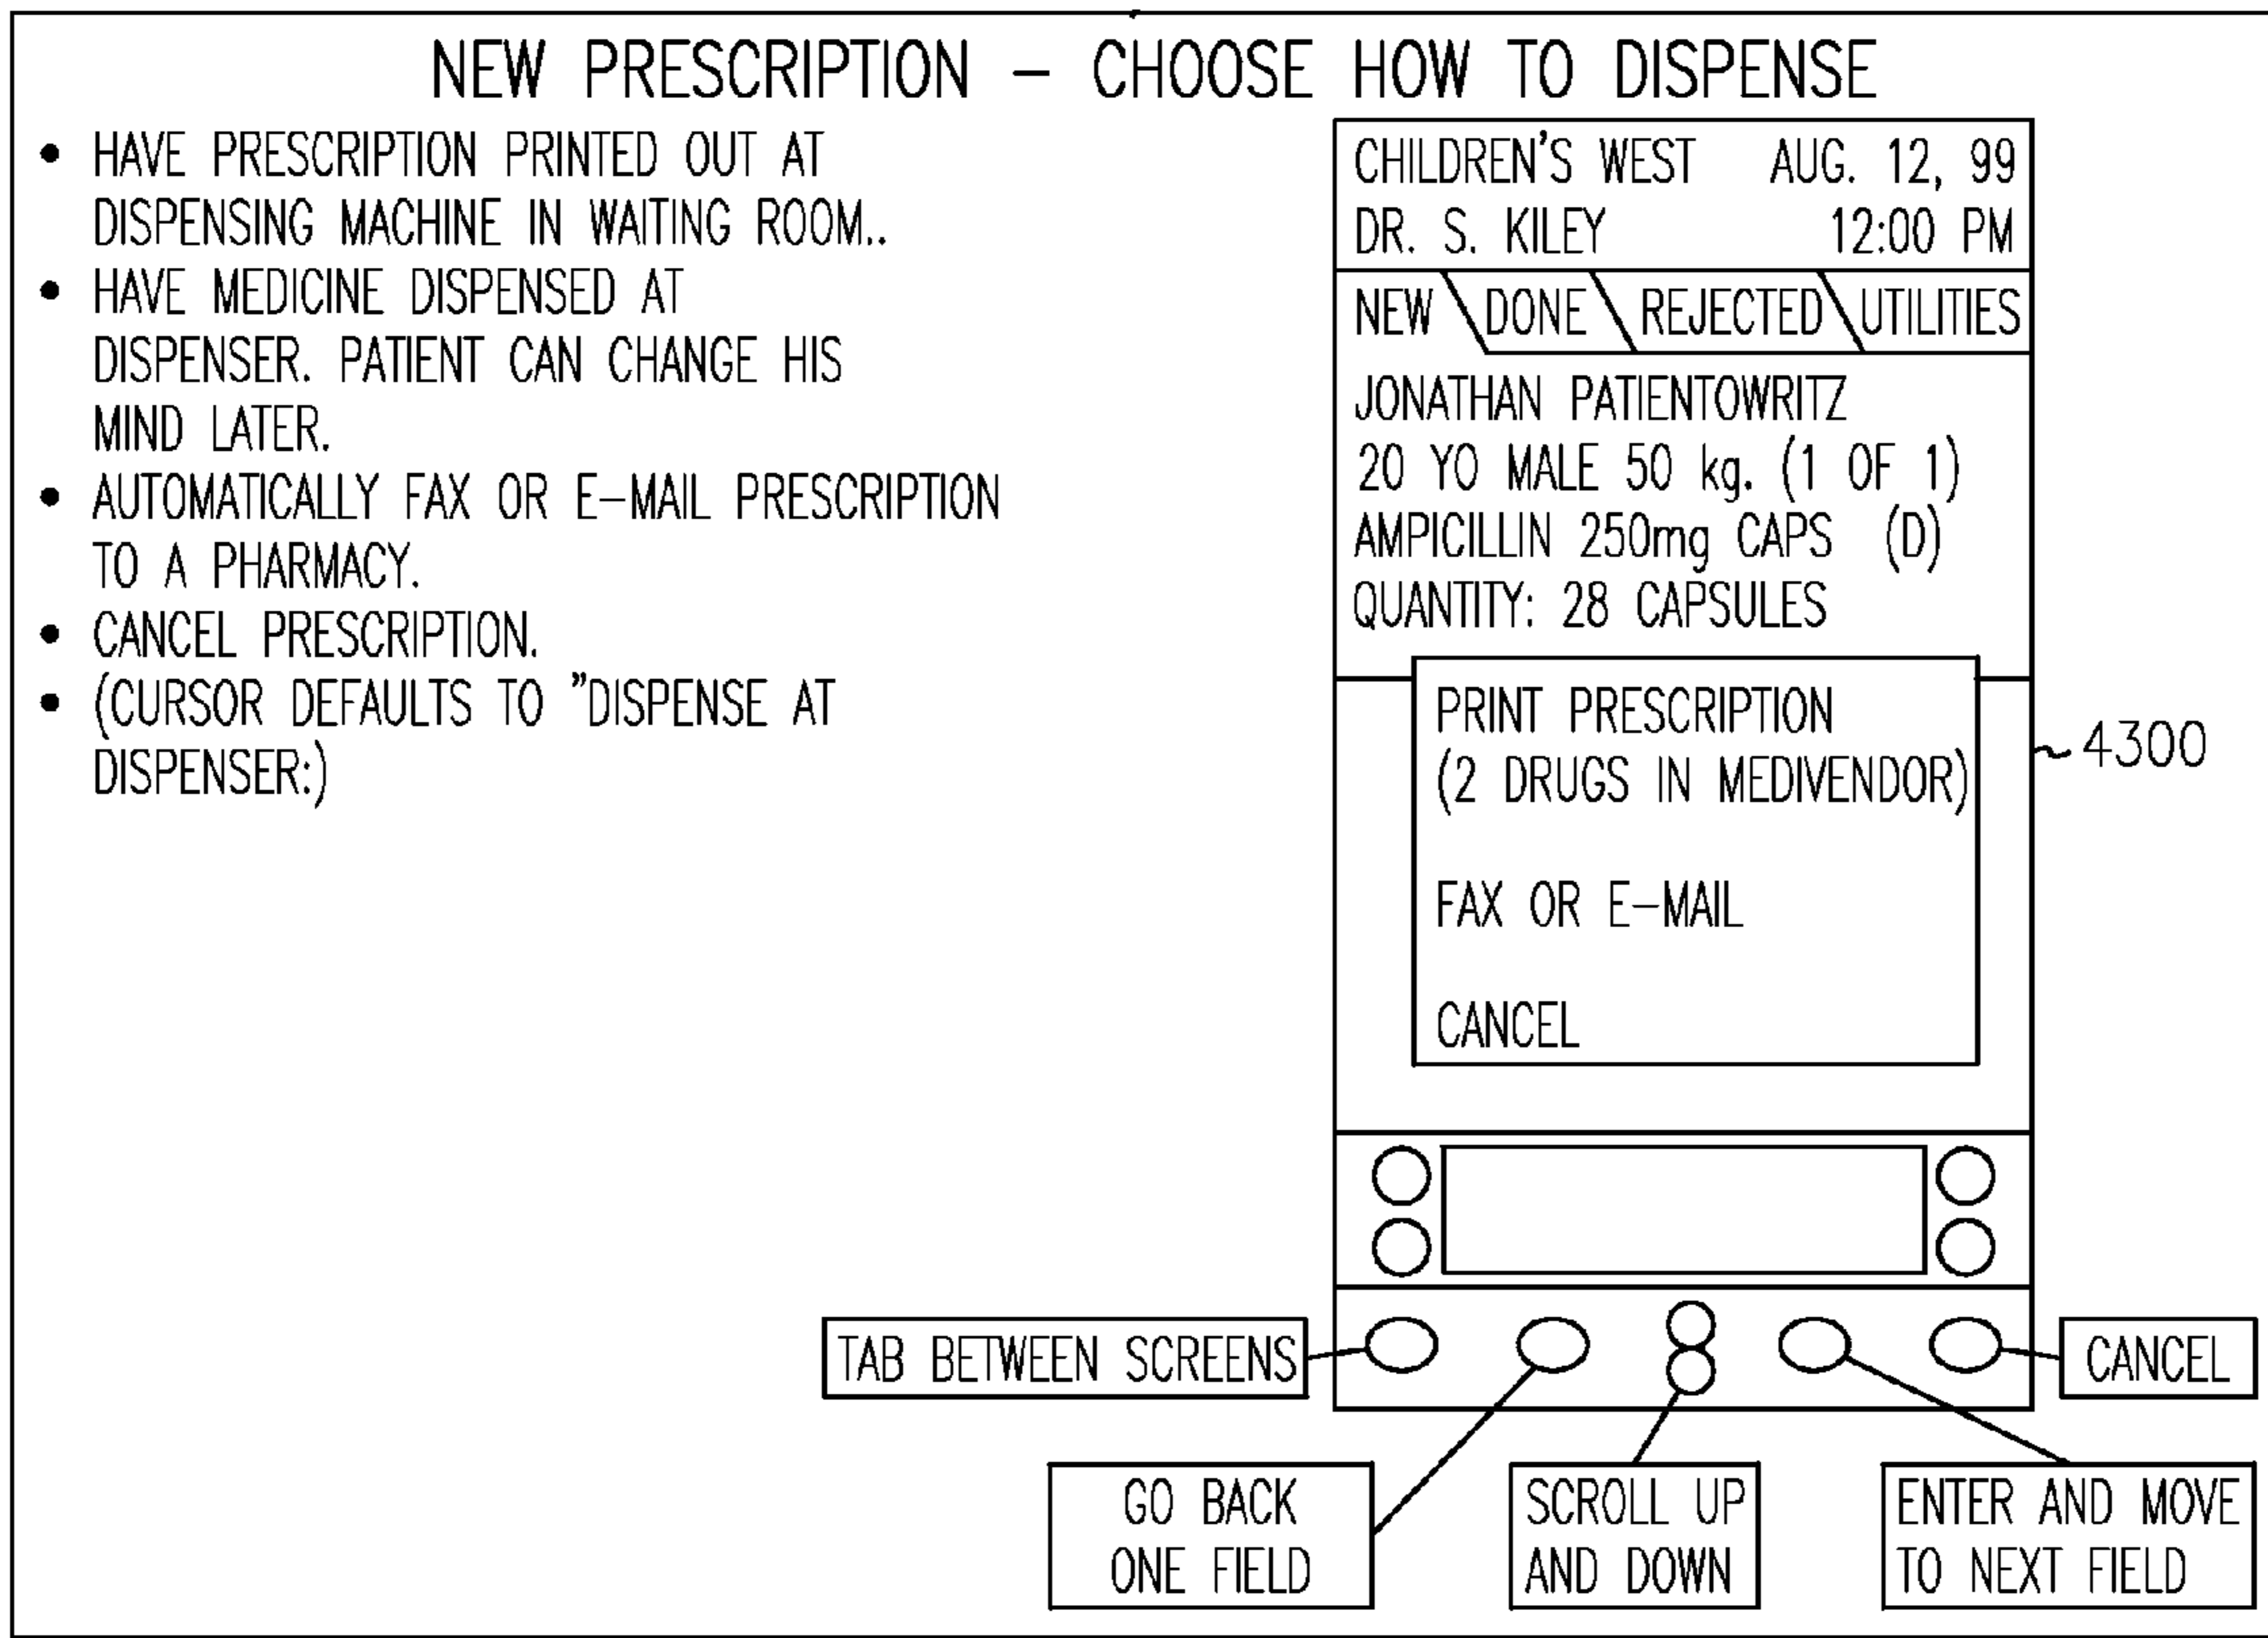 NEW PRESCRIPTION – CHOOSE HOW TO DISPENSE
• HAVE PRESCRIPTION PRINTED OUT AT
DISPENSING MACHINE IN WAITING ROOM..
• HAVE MEDICINE DISPENSED AT
DISPENSER. PATIENT CAN CHANGE HIS
MIND LATER.
• AUTOMATICALLY FAX OR E–MAIL PRESCRIPTION
TO A PHARMACY.
• CANCEL PRESCRIPTION.
• (CURSOR DEFAULTS TO "DISPENSE AT
DISPENSER:)
CHILDREN'S WEST AUG. 12, 99
DR. S. KILEY 12:00 PM
NEW DONE REJECTED UTILITIES
JONATHAN PATIENTOWRITZ
20 YO MALE 50 kg. (1 OF 1)
AMPICILLIN 250mg CAPS (D)
QUANTITY: 28 CAPSULES
PRINT PRESCRIPTION
(2 DRUGS IN MEDIVENDOR)
FAX OR E–MAIL
CANCEL
4300
TAB BETWEEN SCREENS
CANCEL
GO BACK
ONE FIELD
SCROLL UP
AND DOWN
ENTER AND MOVE
TO NEXT FIELD